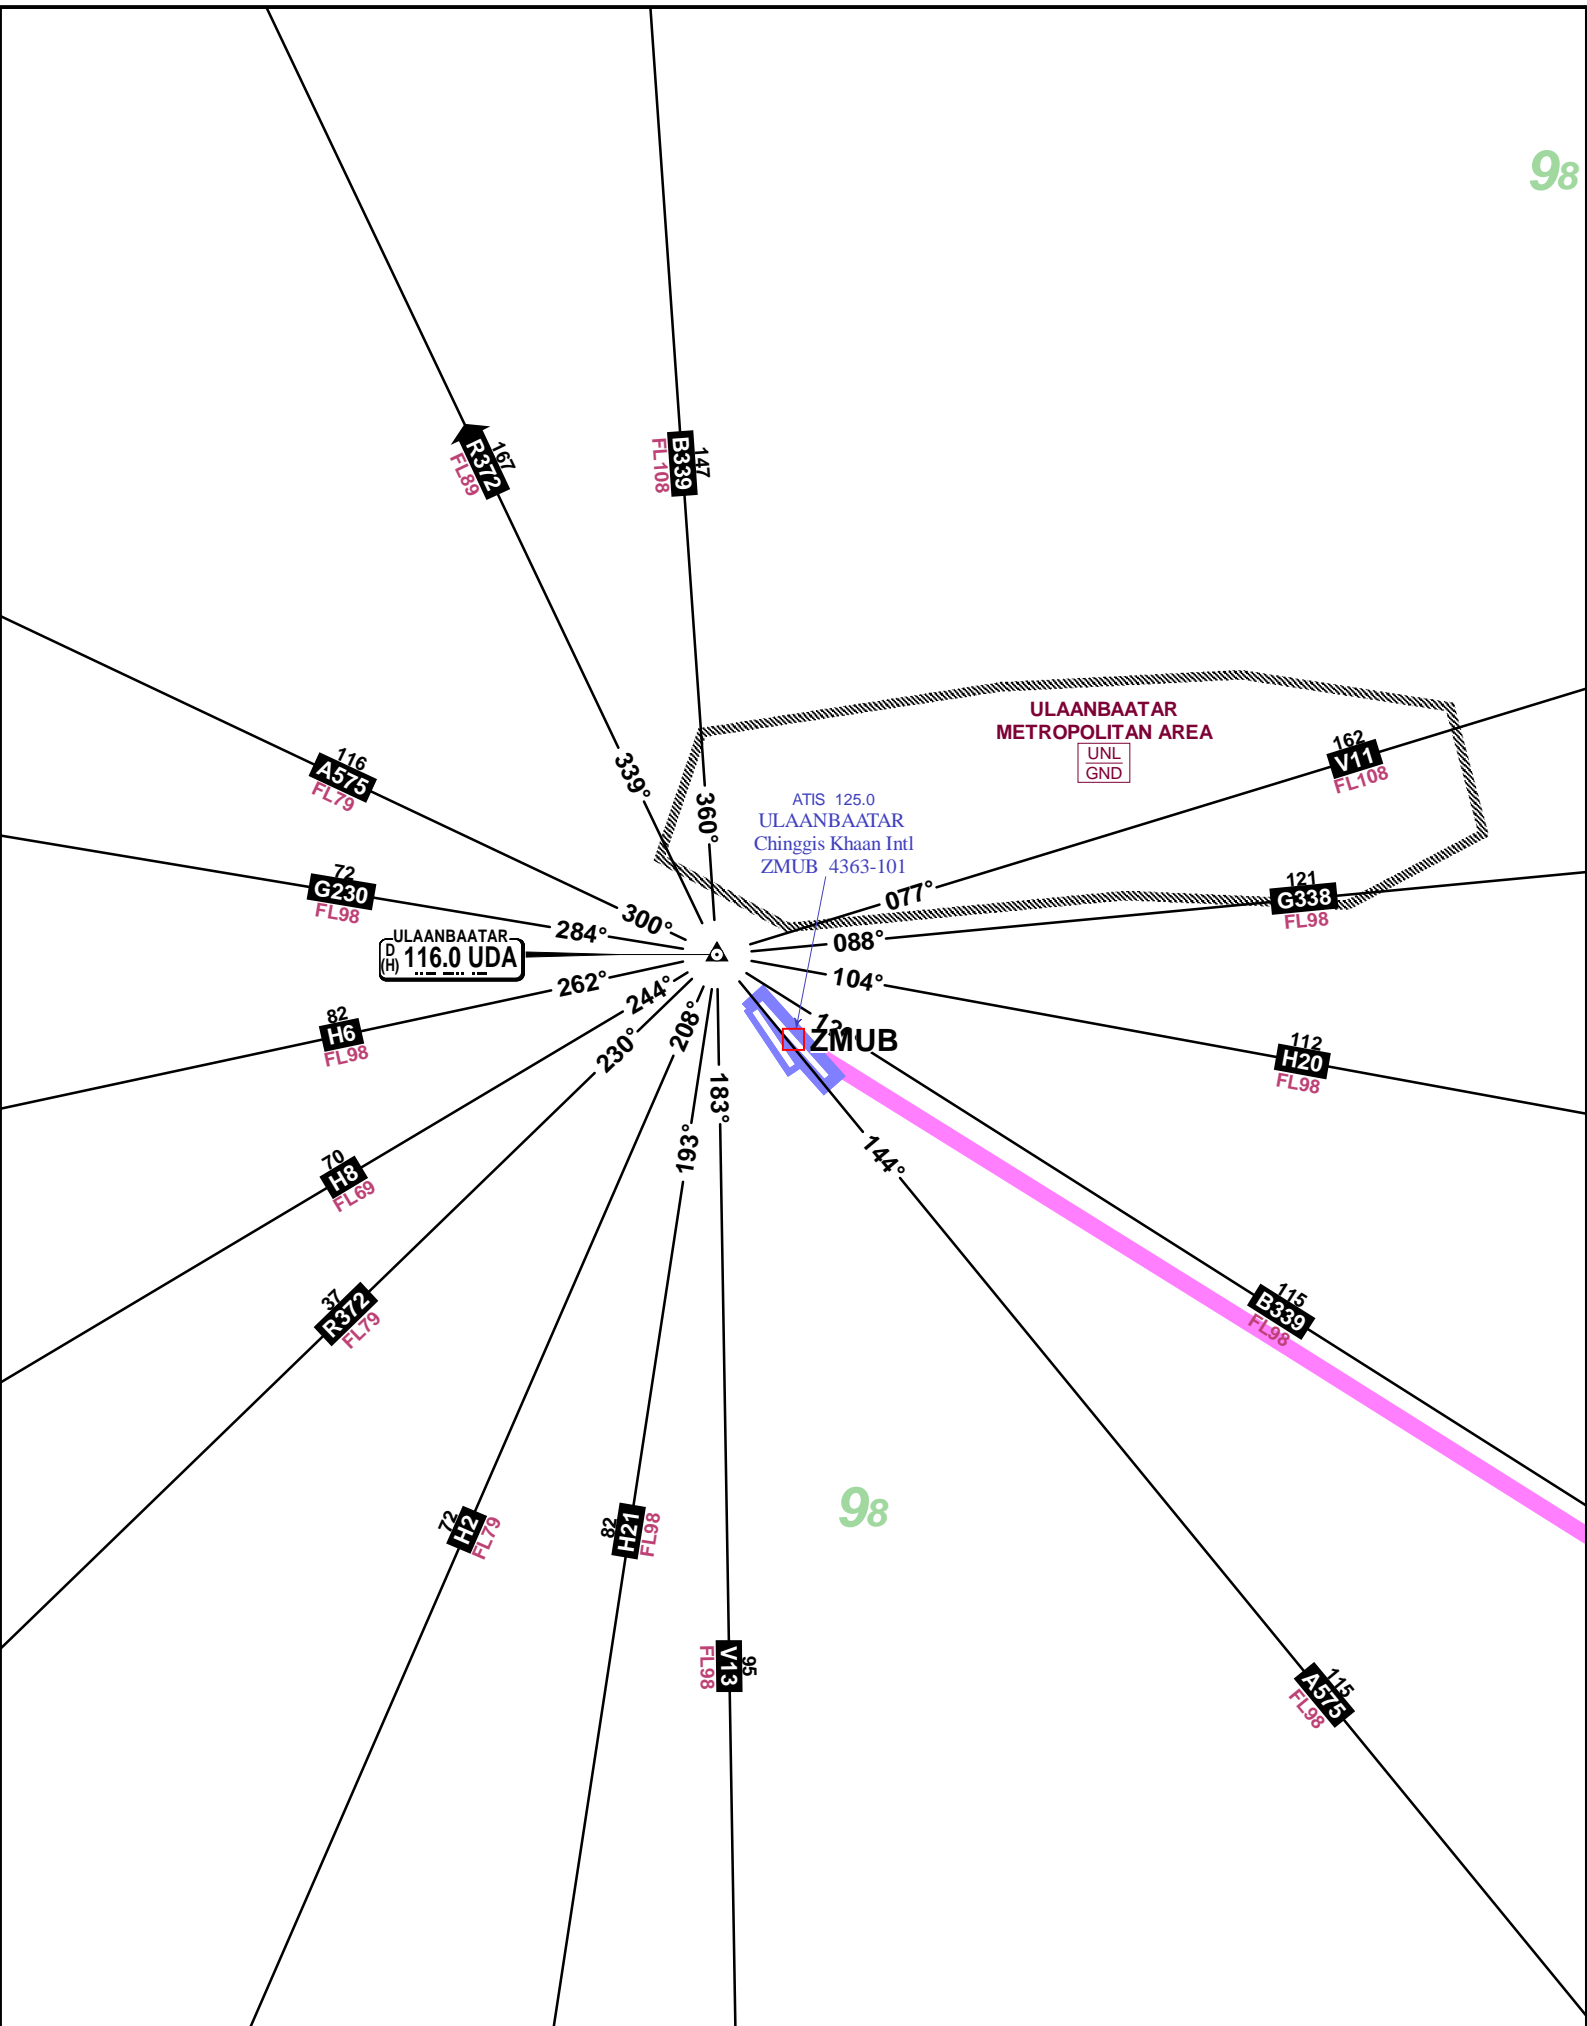 98
167
R372
FL89
147
B339
FL108
ULAANBAATAR
METROPOLITAN AREA
UNL
GND
162
V11
FL108
116
A575
FL79
339°
360°
ATIS 125.0
ULAANBAATAR
Chinggis Khaan Intl
ZMUB 4363-101
72
G230
FL98
300°
284°
077°
088°
121
G338
FL98
ULAANBAATAR
D
(H) 116.0 UDA
262°
244°
230°
208°
104°
ZMUB
82
H6
FL98
112
H20
FL98
183°
193°
144°
70
H8
FL69
37
R372
FL79
115
B339
FL98
72
H2
FL79
82
H21
FL98
98
95
V13
FL98
115
A575
FL98